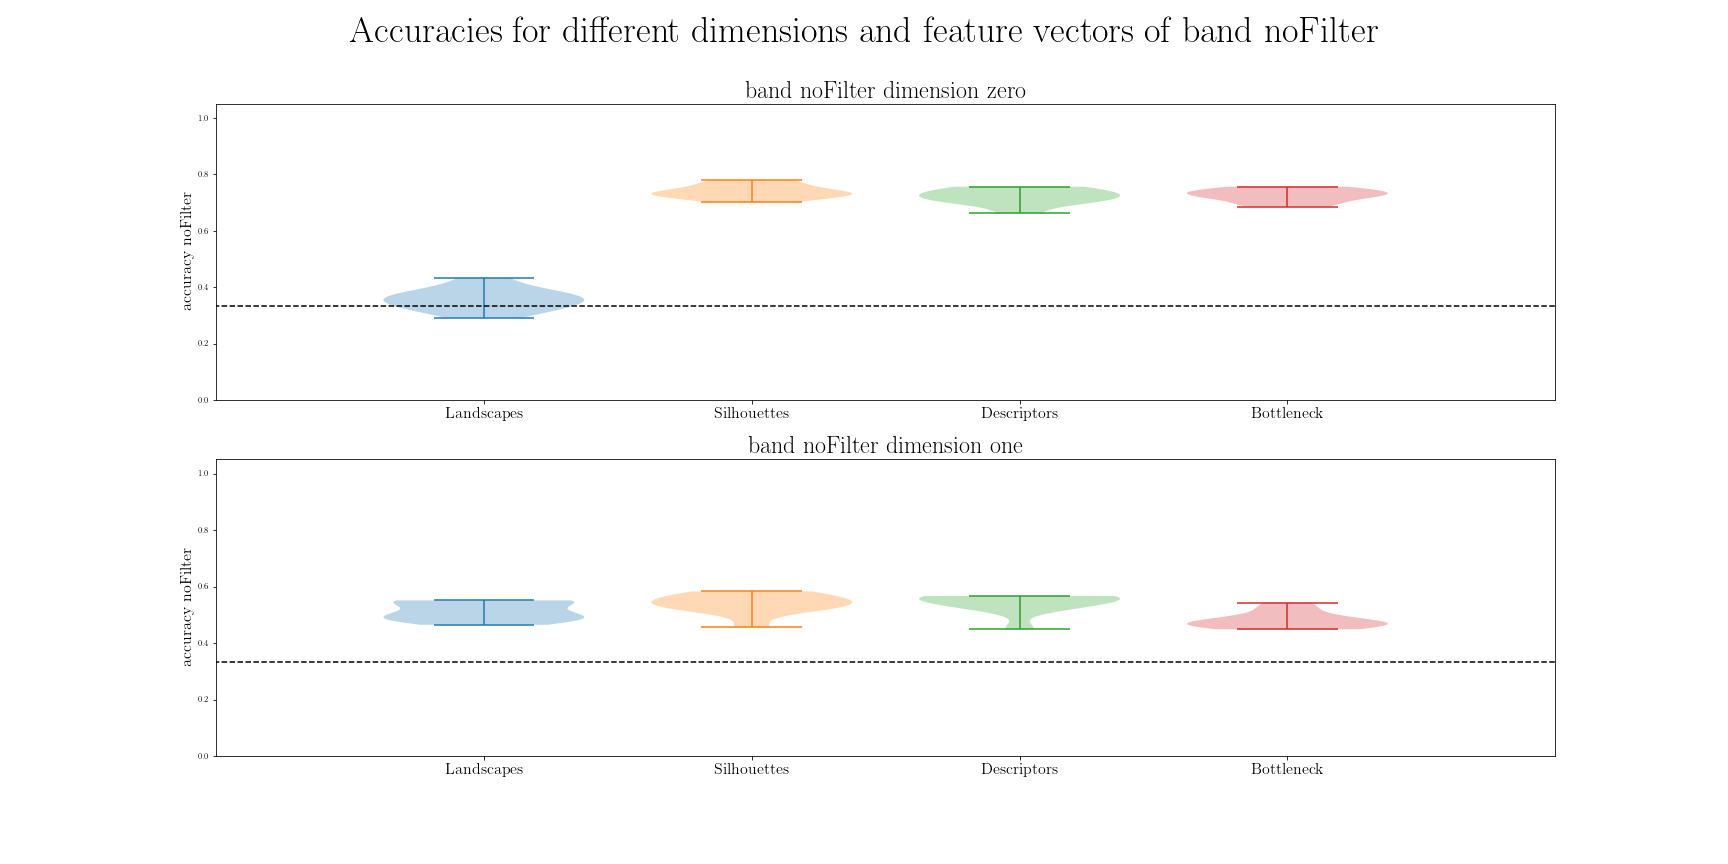 Accuracies for different dimensions and feature vectors of band noFilter
band noFilter dimension zero
accuracy noFilter
1.0
0.8
0.6
0.4
0.2
0.0
Landscapes Silhouettes Descriptors Bottleneck
band noFilter dimension one
accuracy noFilter
1.0
0.8
0.6
0.4
0.2
0.0
Landscapes Silhouettes Descriptors Bottleneck